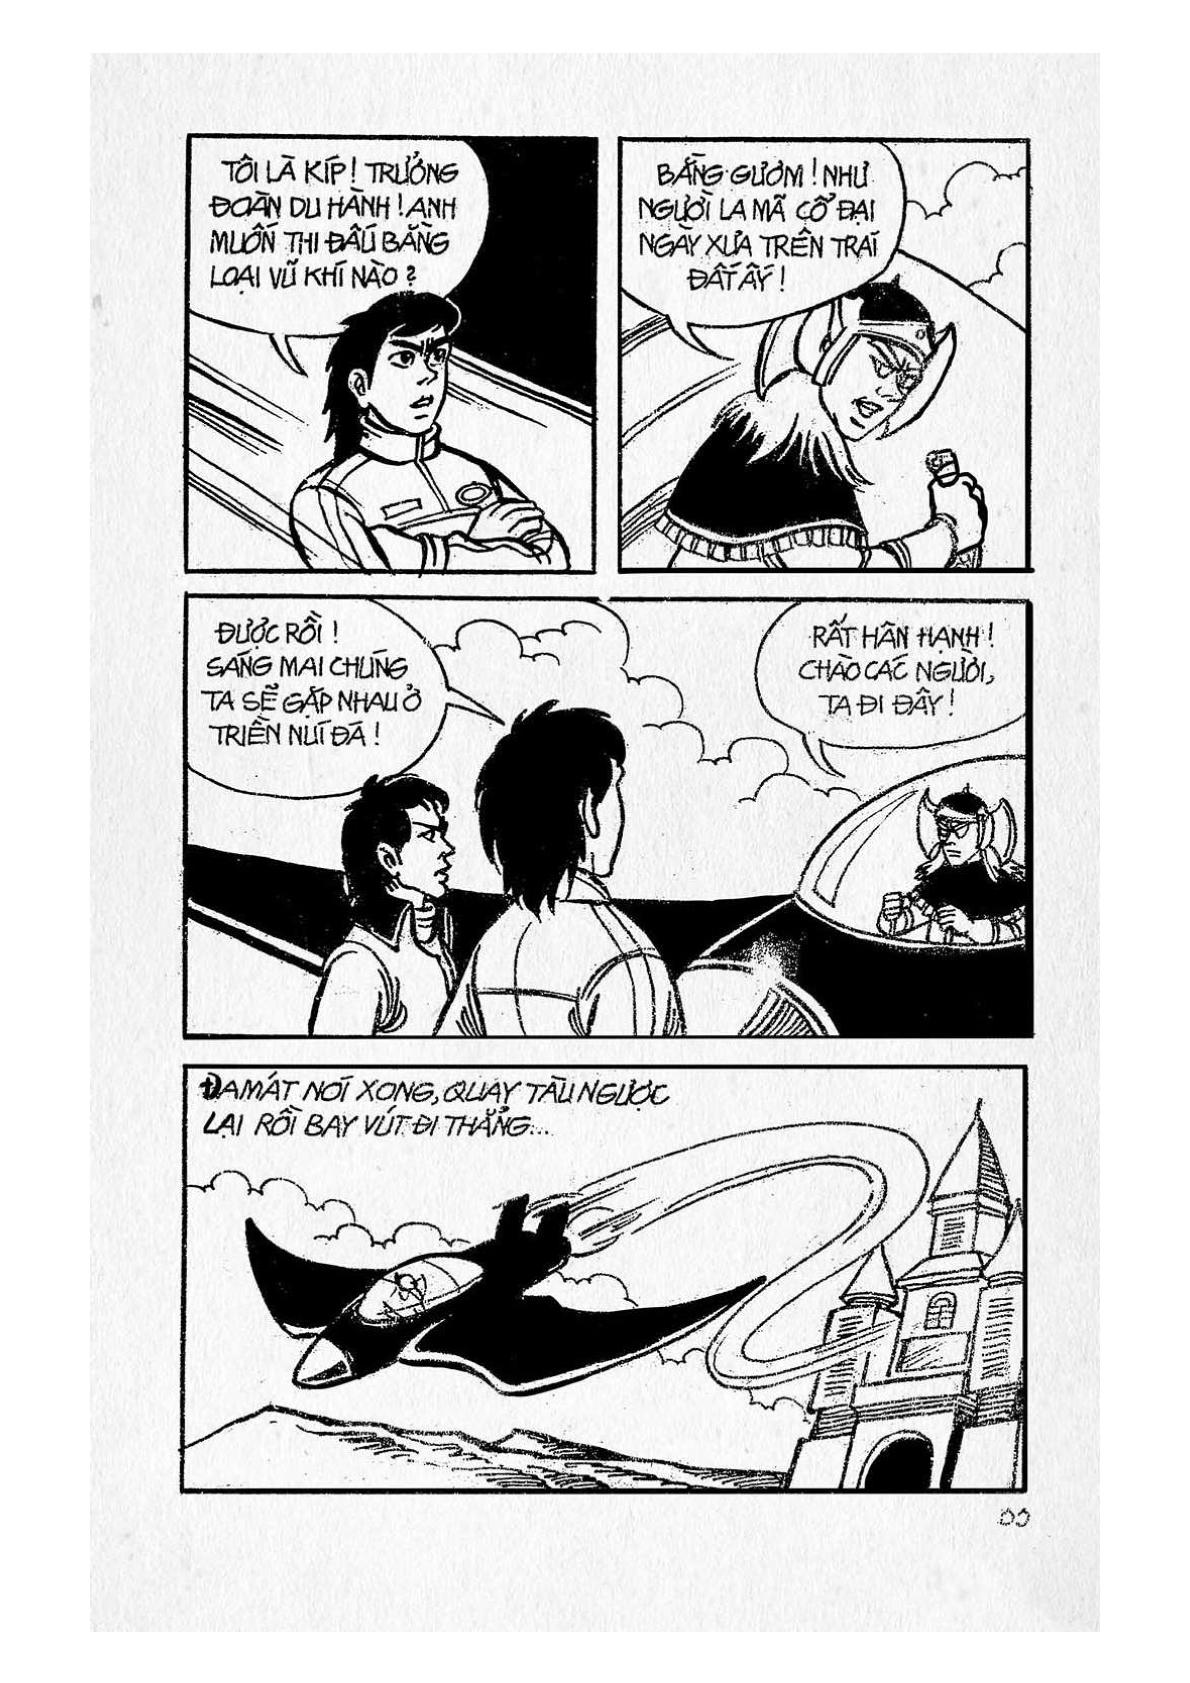 TÔI LÀ KÍP! TRƯỞNG
ĐOÀN DU HÀNH! ANH
MUỐN THI ĐẤU BẰNG
LOẠI VŨ KHÍ NÀO?
BẰNG GƯƠM! NHƯ
NGƯỜI LA MÃ CỔ ĐẠI
NGÀY XƯA TRÊN TRÁI
ĐẤT ẤY!
ĐƯỢC RỒI!
SÁNG MAI CHÚNG
TA SẼ GẶP NHAU Ở
TRIỀN NÚI ĐÁ!
RẤT HÂN HẠNH!
CHÀO CÁC NGƯỜI,
TA ĐI ĐÂY!
ĐAMÁT NÓI XONG, QUAY TÀU NGƯỢC
LẠI RỒI BAY VÚT ĐI THẲNG...